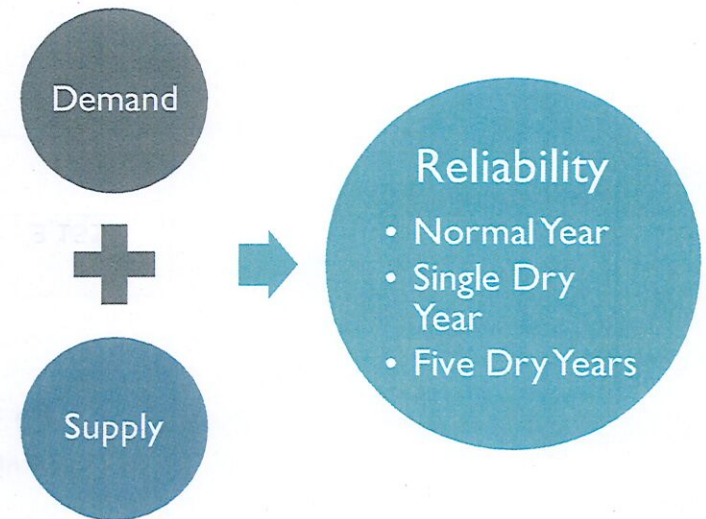 Demand
Supply
Reliability
• Normal Year
• Single Dry
Year
• Five Dry Years